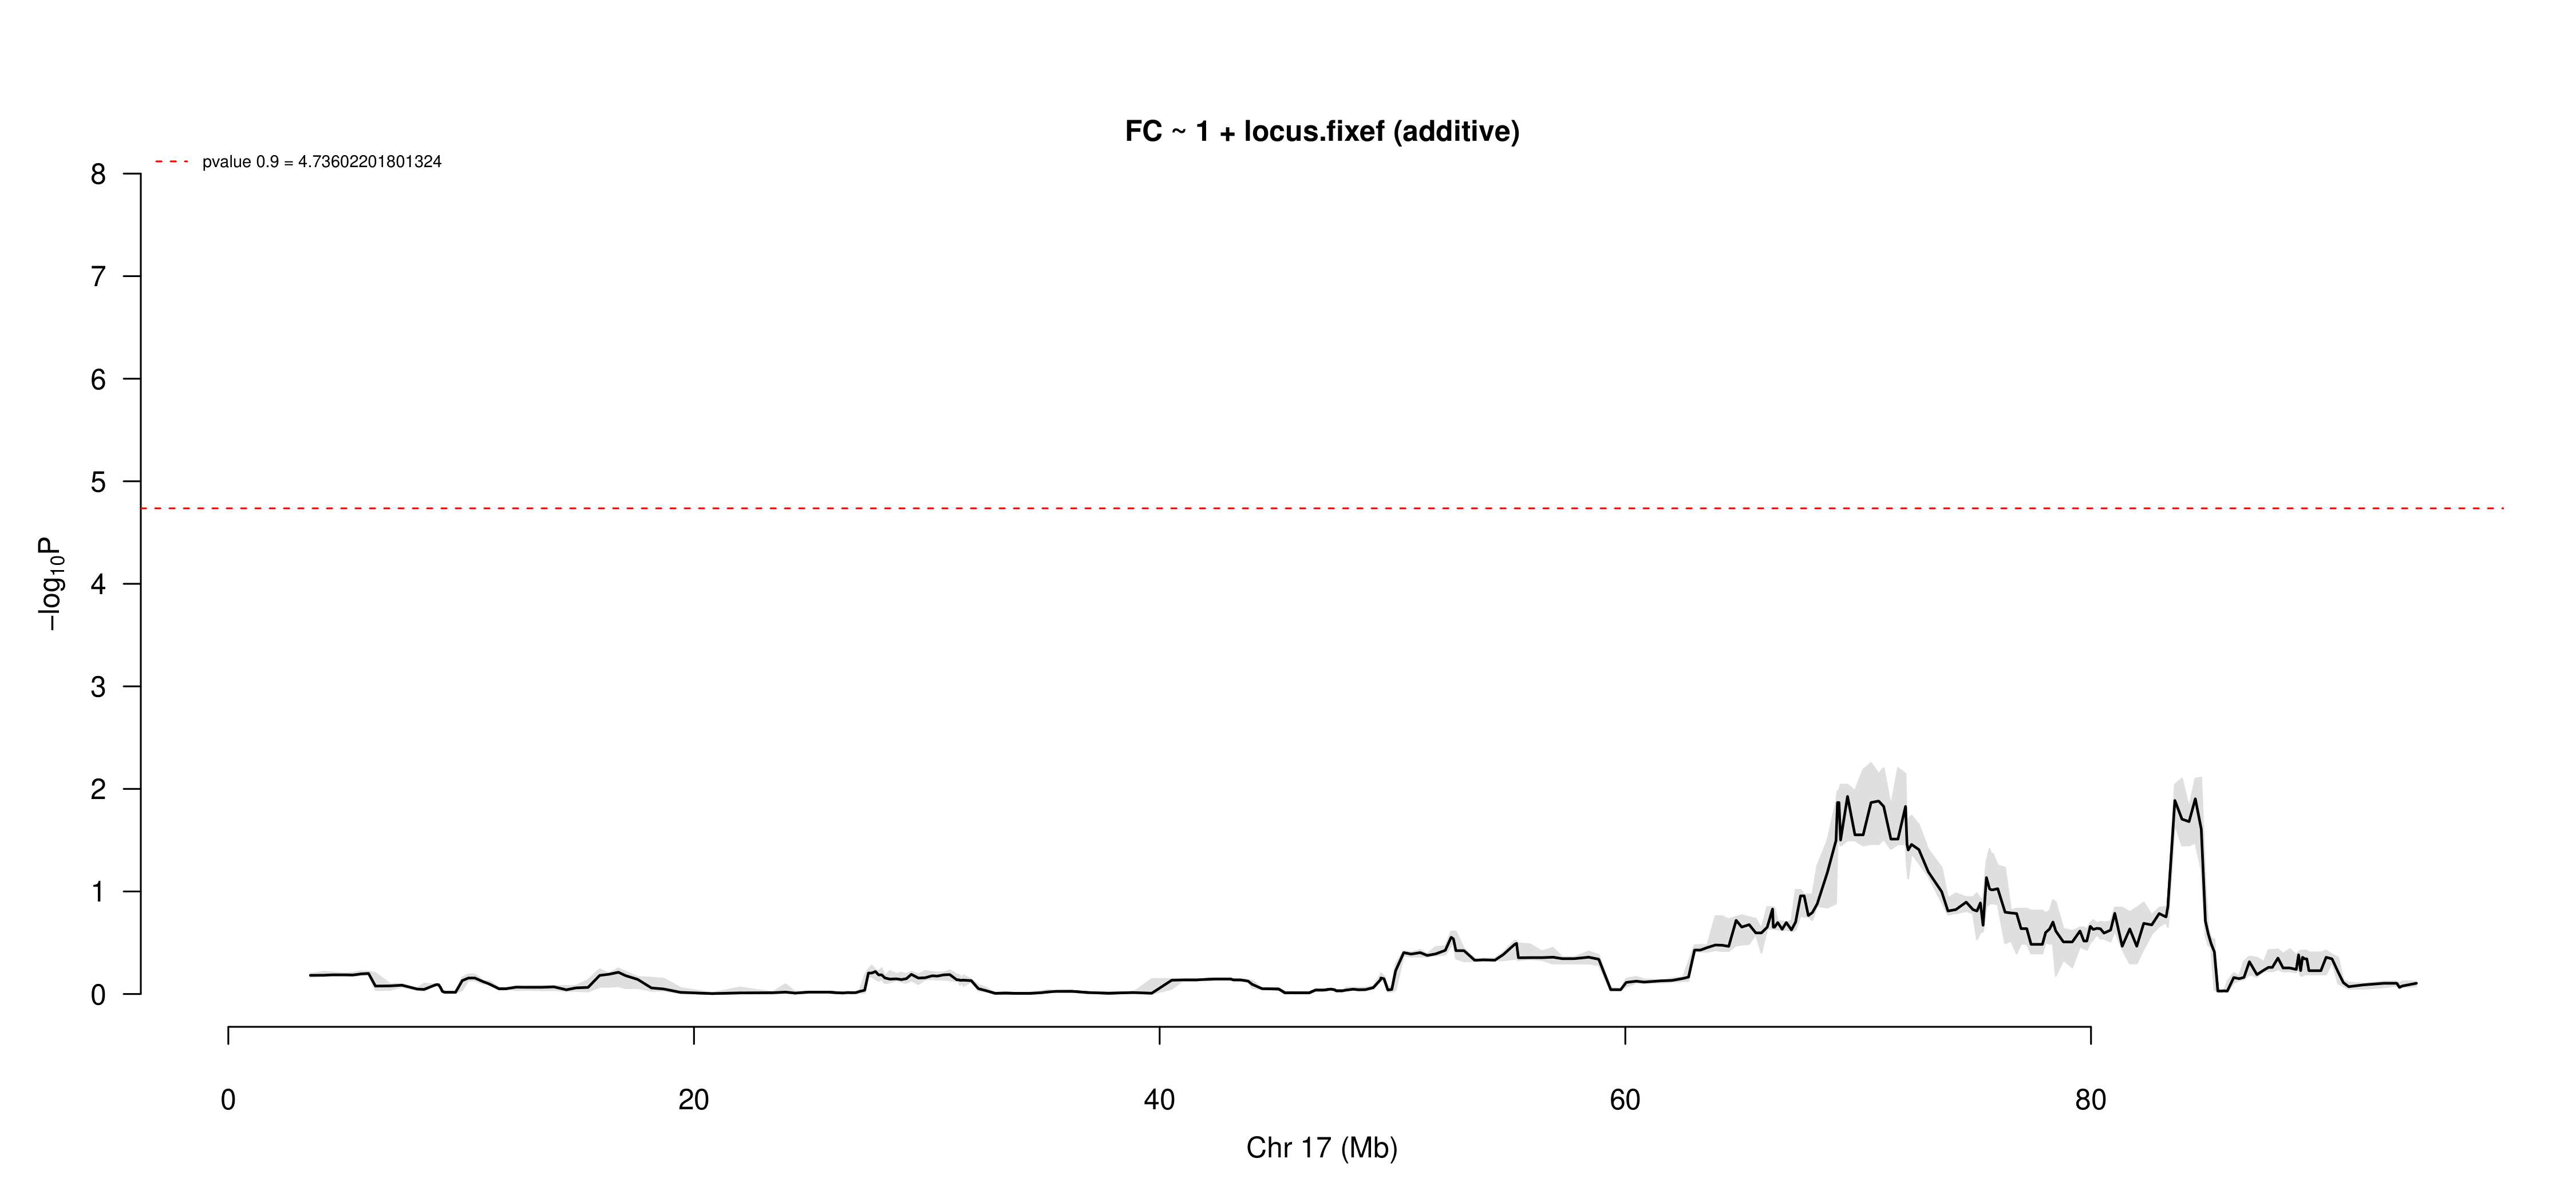 FC ~ 1 + locus.fixef (additive)
pvalue 0.9 = 4.73602201801324
8
7
6
5
4
3
2
1
0
−log10P
0 20 40 60 80
Chr 17 (Mb)